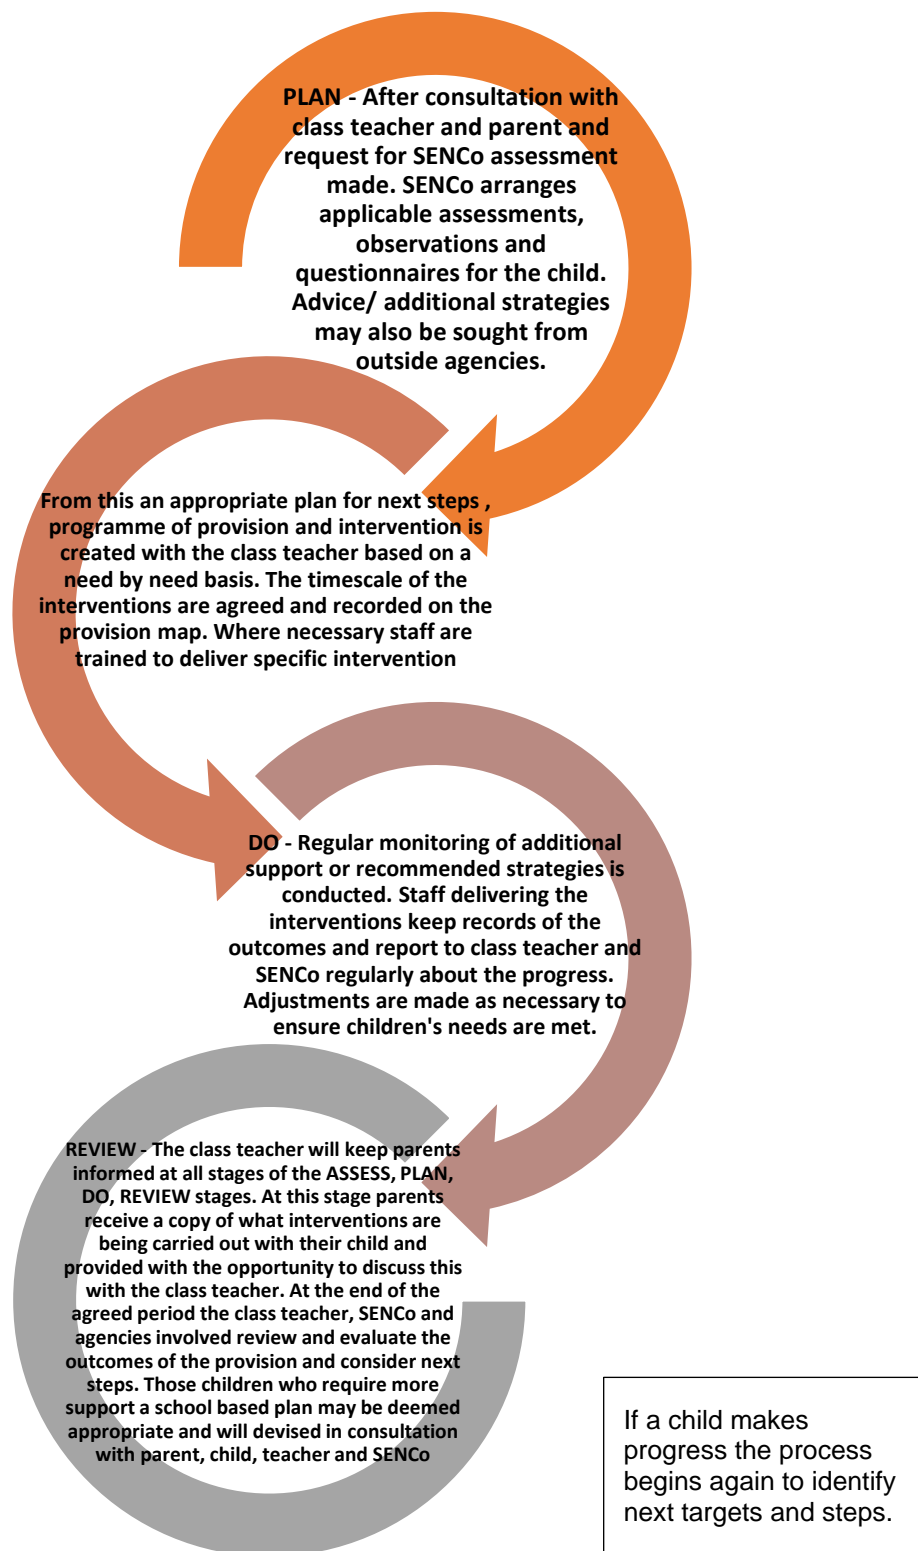 PLAN - After consultation with
class teacher and parent and
request for SENCo assessment
made. SENCo arranges
applicable assessments,
observations and
questionnaires for the child.
Advice/ additional strategies
may also be sought from
outside agencies.
From this an appropriate plan for next steps ,
programme of provision and intervention is
created with the class teacher based on a
need by need basis. The timescale of the
interventions are agreed and recorded on the
provision map. Where necessary staff are
trained to deliver specific intervention
DO - Regular monitoring of additional
support or recommended strategies is
conducted. Staff delivering the
interventions keep records of the
outcomes and report to class teacher and
SENCo regularly about the progress.
Adjustments are made as necessary to
ensure children's needs are met.
REVIEW - The class teacher will keep parents
informed at all stages of the ASSESS, PLAN,
DO, REVIEW stages. At this stage parents
receive a copy of what interventions are
being carried out with their child and
provided with the opportunity to discuss this
with the class teacher. At the end of the
agreed period the class teacher, SENCo and
agencies involved review and evaluate the
outcomes of the provision and consider next
steps. Those children who require more
support a school based plan may be deemed
appropriate and will devised in consultation
with parent, child, teacher and SENCo
If a child makes
progress the process
begins again to identify
next targets and steps.